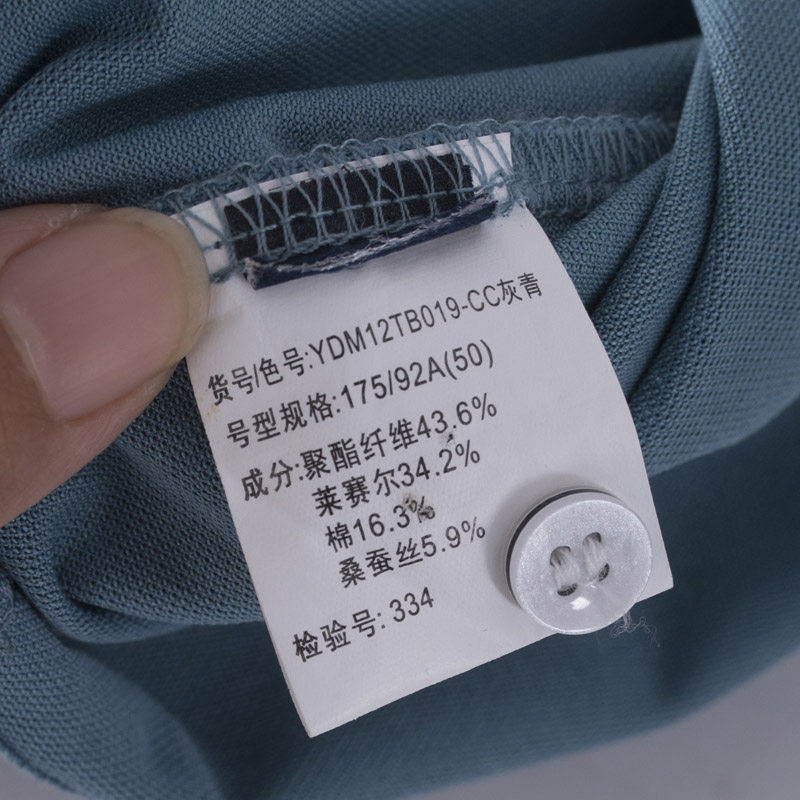 货号/色号:YDM12TB019-CC灰青
号型规格:175/92A(50)
成分:聚酯纤维43.6%
莱赛尔34.2%
棉16.3%
桑蚕丝5.9%
检验号: 334